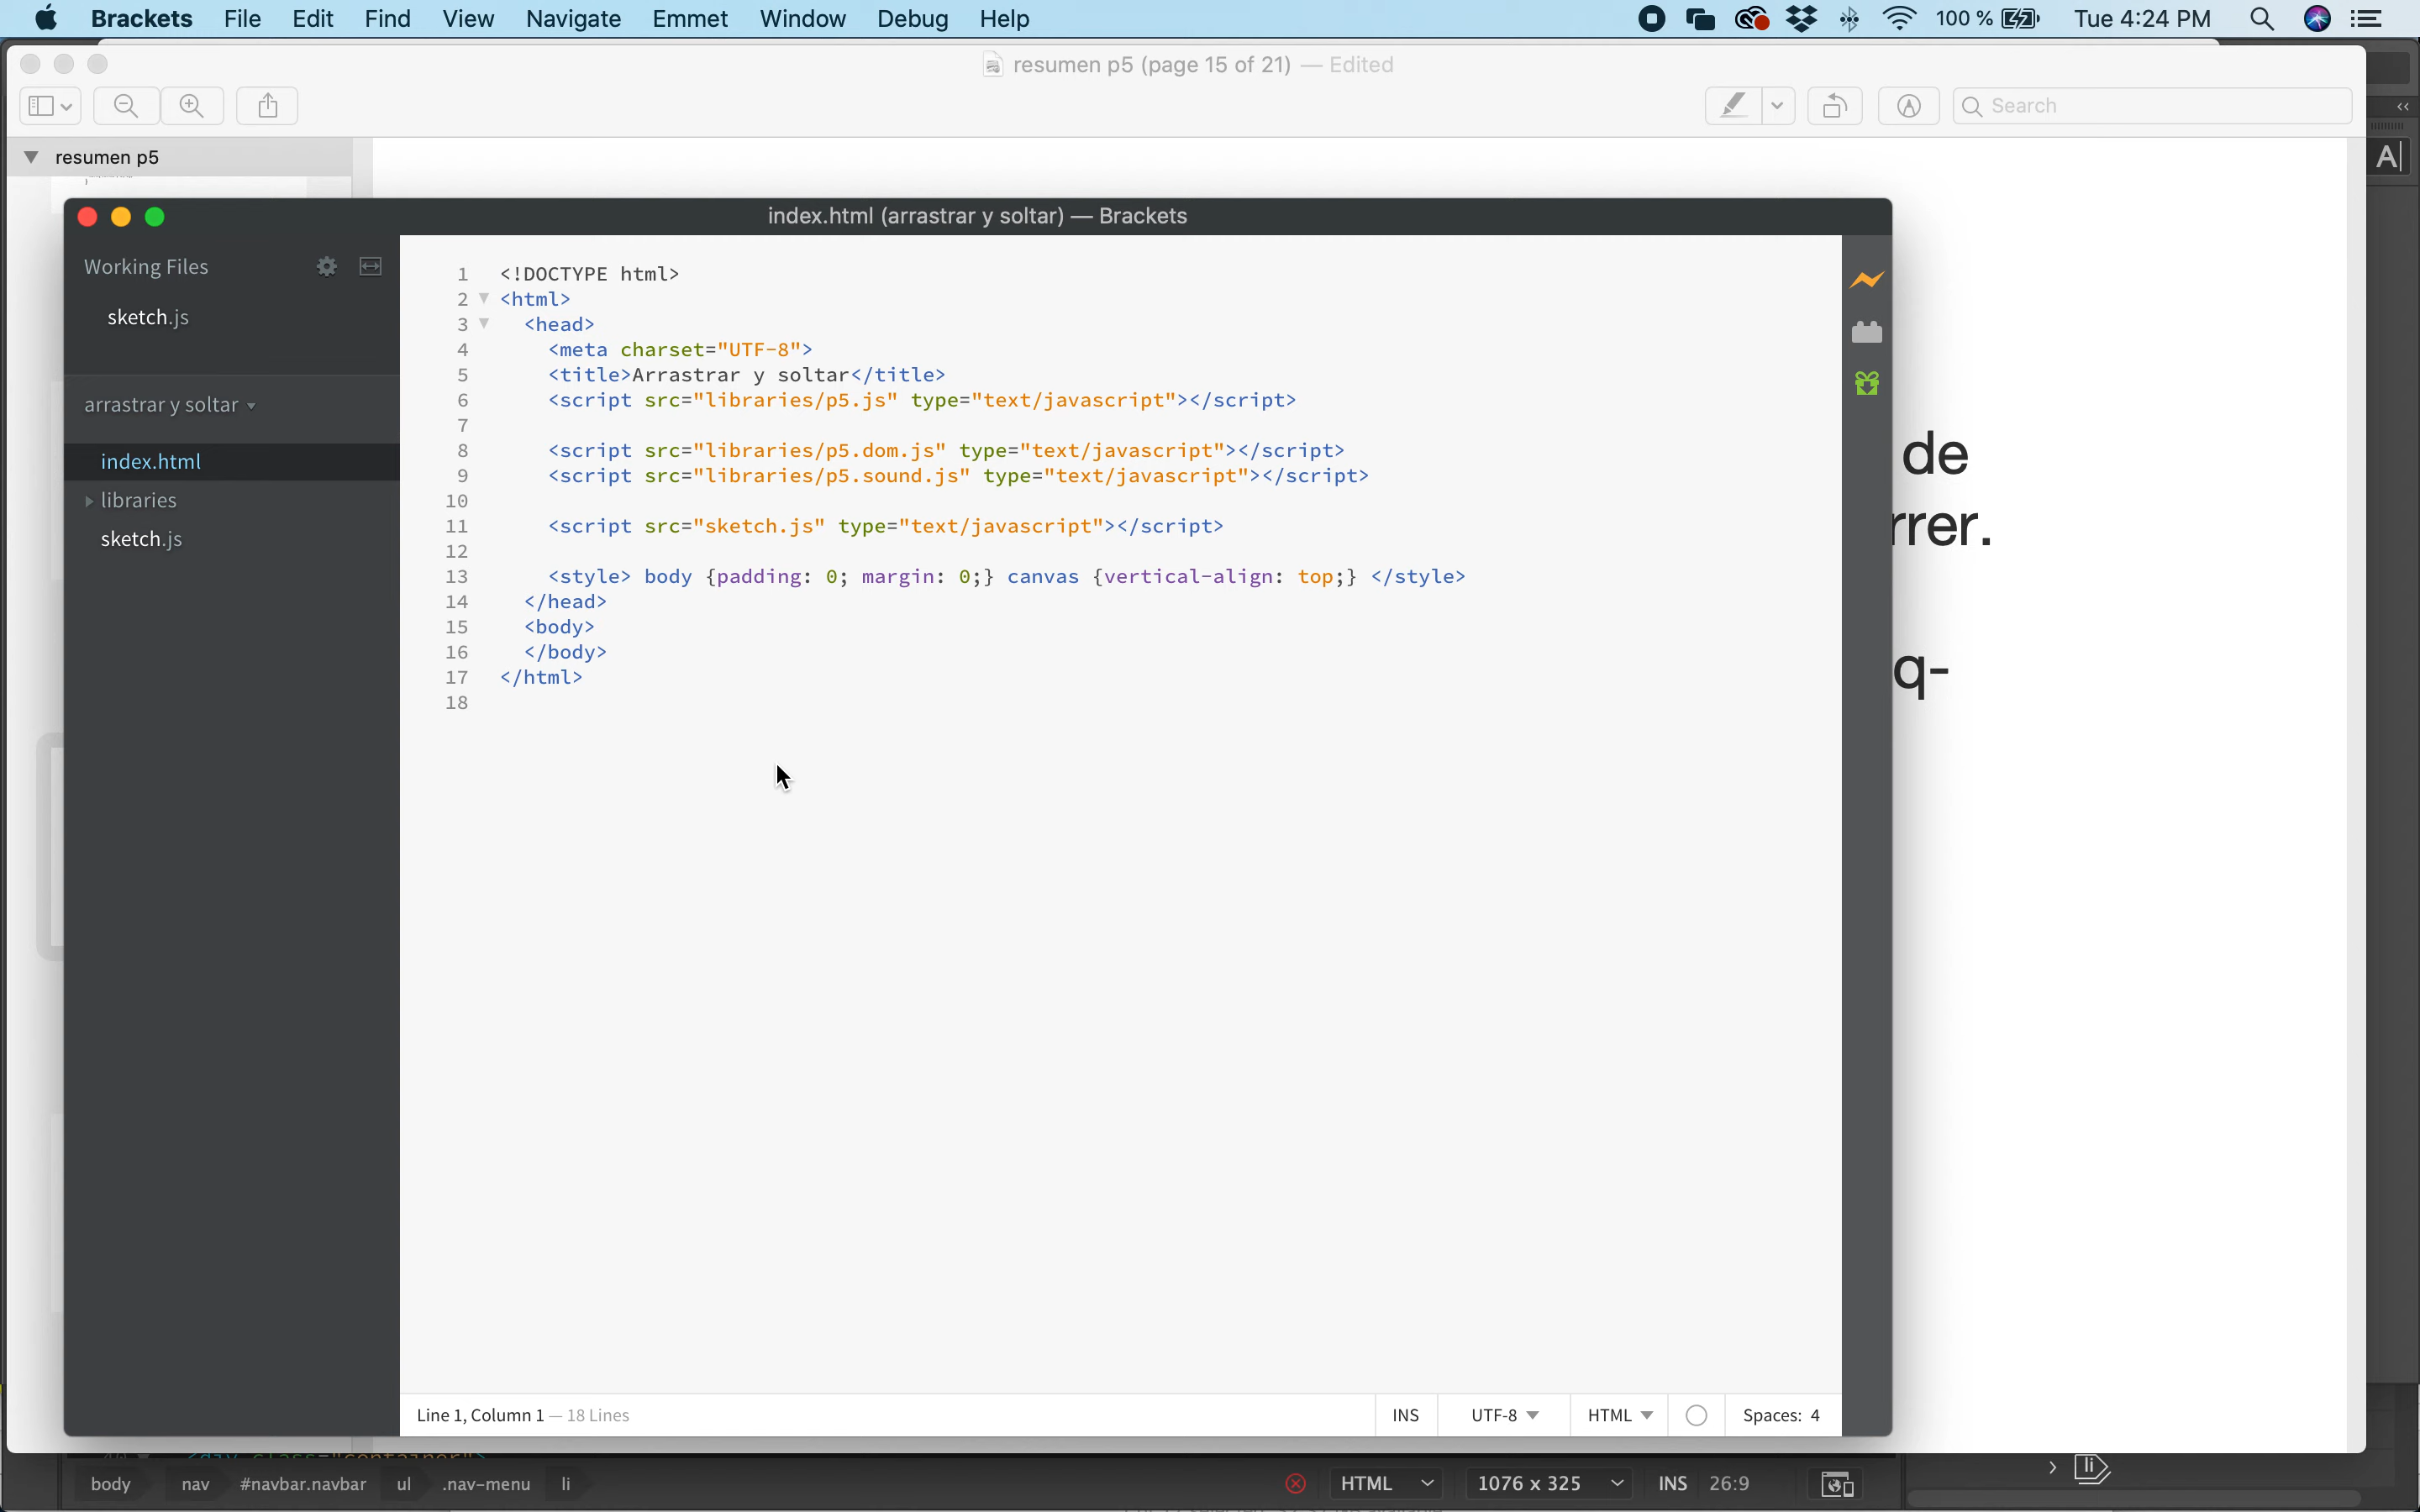 Brackets File Edit Find View Navigate Emmet Window Debug Help 100 % Tue 4:24 PM
resumen p5 (page 15 of 21) — Edited
Search
resumen p5
A
index.html (arrastrar y soltar) — Brackets
Working Files
sketch.js
arrastrar y soltar
index.html
libraries
sketch.js
1 <!DOCTYPE html>
2 <html>
3 <head>
4 <meta charset="UTF-8">
5 <title>Arrastrar y soltar</title>
6 <script src="libraries/p5.js" type="text/javascript"></script>
7
8 <script src="libraries/p5.dom.js" type="text/javascript"></script>
9 <script src="libraries/p5.sound.js" type="text/javascript"></script>
10
11 <script src="sketch.js" type="text/javascript"></script>
12
13 <style> body {padding: 0; margin: 0;} canvas {vertical-align: top;} </style>
14 </head>
15 <body>
16 </body>
17 </html>
18
de
rrer.
q-
Line 1, Column 1 — 18 Lines
INS UTF-8 HTML Spaces: 4
<div class="container">
body nav #navbar.navbar ul .nav-menu li
HTML 1076 x 325 INS 26:9
li